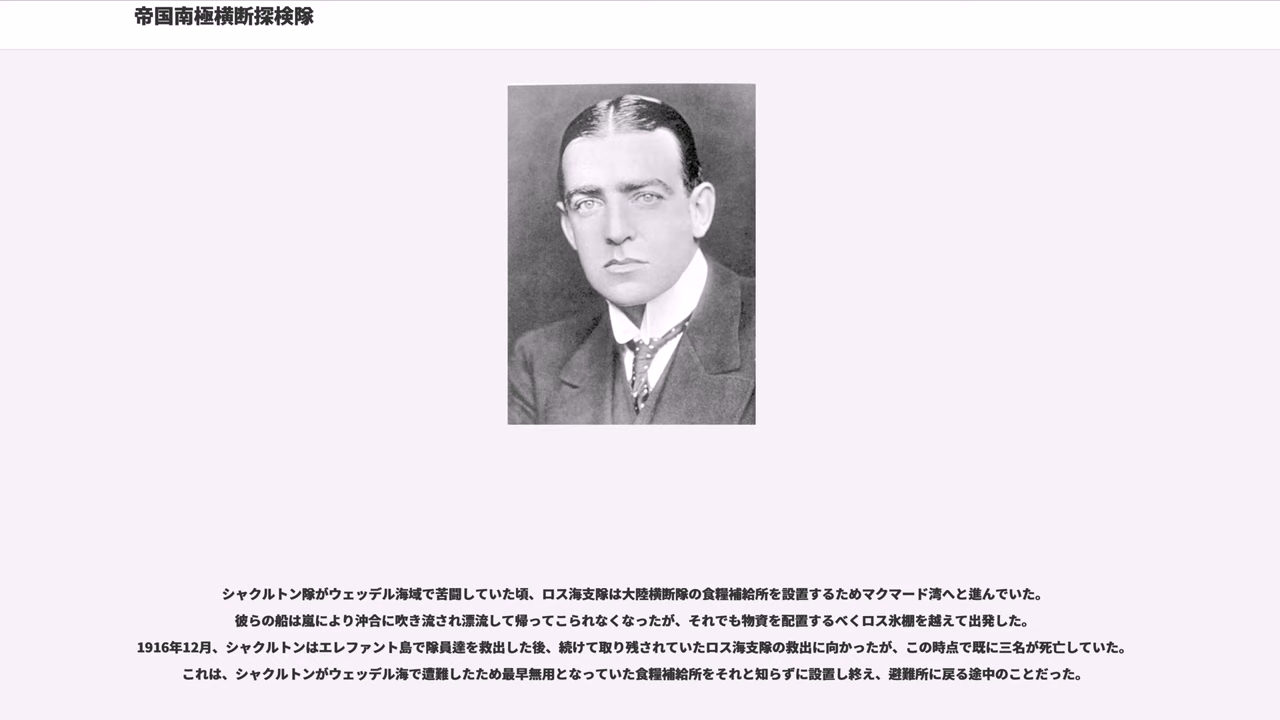 帝国南極横断探検隊
シャクルトン隊がウェッデル海域で苦闘していた頃、ロス海支隊は大陸横断隊の食糧補給所を設置するためマクマード湾へと進んでいた。
彼らの船は嵐により沖合に吹き流され漂流して帰ってこられなくなったが、それでも物資を配置するべくロス氷棚を越えて出発した。
1916年12月、シャクルトンはエレファント島で隊員達を救出した後、続けて取り残されていたロス海支隊の救出に向かったが、この時点で既に三名が死亡していた。
これは、シャクルトンがウェッデル海で遭難したため最早無用となっていた食糧補給所をそれと知らずに設置し終え、避難所に戻る途中のことだった。